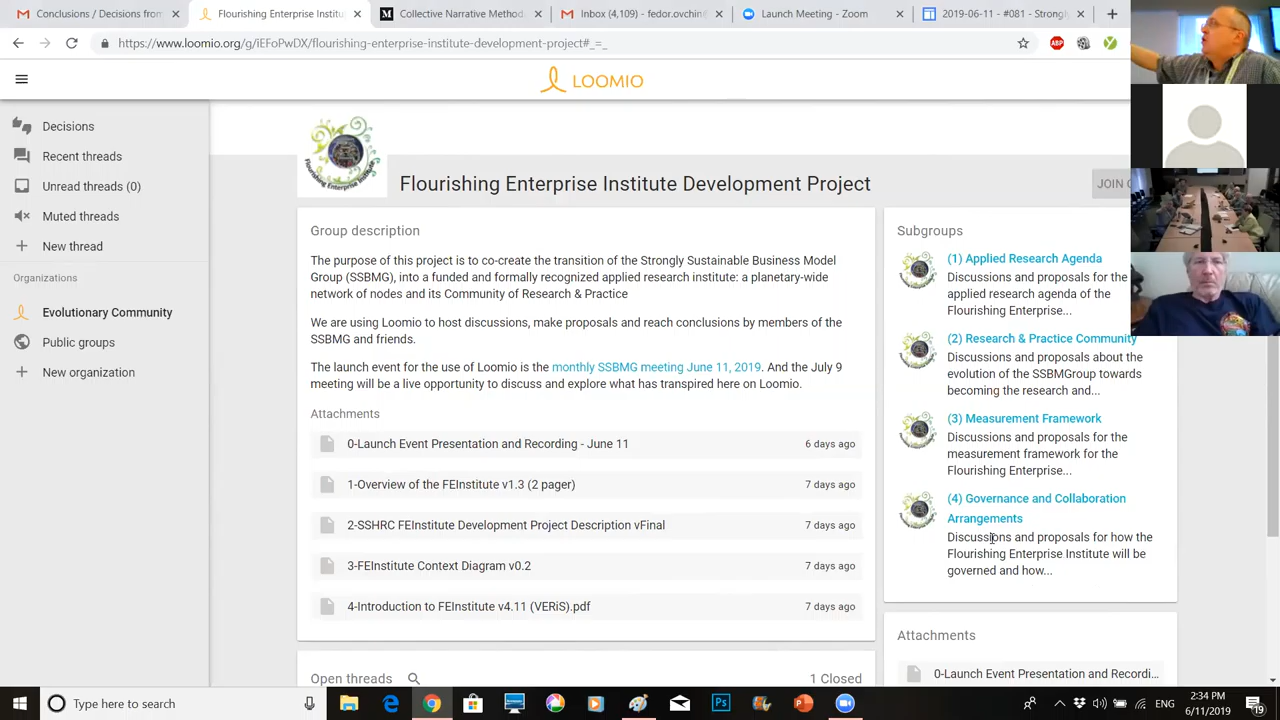 Conclusions / Decisions from
Flourishing Enterprise Institu
Collective Narrative Method
Inbox (4,109) - fedor.ovchin
Launch Meeting - Zoom
2019-06-11 - #081 - Strongly
https://www.loomio.org/g/iEFoPwDX/flourishing-enterprise-institute-development-project#_=_
ABP
LOOMIO
Decisions
Recent threads
Unread threads (0)
Muted threads
New thread
Organizations
Evolutionary Community
Public groups
New organization
Flourishing Enterprise Institute
Flourishing Enterprise Institute Development Project
JOIN
Group description
The purpose of this project is to co-create the transition of the Strongly Sustainable Business Model
Group (SSBMG), into a funded and formally recognized applied research institute: a planetary-wide
network of nodes and its Community of Research & Practice
We are using Loomio to host discussions, make proposals and reach conclusions by members of the
SSBMG and friends.
The launch event for the use of Loomio is the monthly SSBMG meeting June 11, 2019. And the July 9
meeting will be a live opportunity to discuss and explore what has transpired here on Loomio.
Attachments
0-Launch Event Presentation and Recording - June 11 6 days ago
1-Overview of the FEInstitute v1.3 (2 pager) 7 days ago
2-SSHRC FEInstitute Development Project Description vFinal 7 days ago
3-FEInstitute Context Diagram v0.2 7 days ago
4-Introduction to FEInstitute v4.11 (VERiS).pdf 7 days ago
Open threads 1 Closed
Subgroups
(1) Applied Research Agenda
Discussions and proposals for the
applied research agenda of the
Flourishing Enterprise...
(2) Research & Practice Community
Discussions and proposals about the
evolution of the SSBMGroup towards
becoming the research and...
(3) Measurement Framework
Discussions and proposals for the
measurement framework for the
Flourishing Enterprise...
(4) Governance and Collaboration
Arrangements
Discussions and proposals for how the
Flourishing Enterprise Institute will be
governed and how...
Attachments
0-Launch Event Presentation and Recordi...
Type here to search
Ps
ENG
2:34 PM
6/11/2019
19